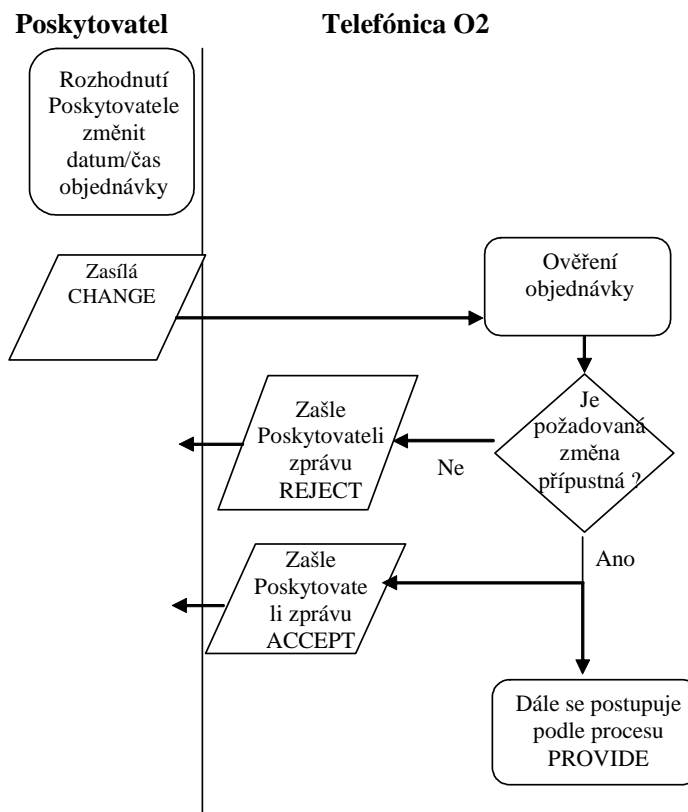 Poskytovatel
Telefónica O2
Rozhodnutí
Poskytovatele
změnit
datum/čas
objednávky
Zasílá
CHANGE
Ověření
objednávky
Je
požadovaná
změna
přípustná ?
Ne
Zašle
Poskytovateli
zprávu
REJECT
Ano
Zašle
Poskytovate
li zprávu
ACCEPT
Dále se postupuje
podle procesu
PROVIDE